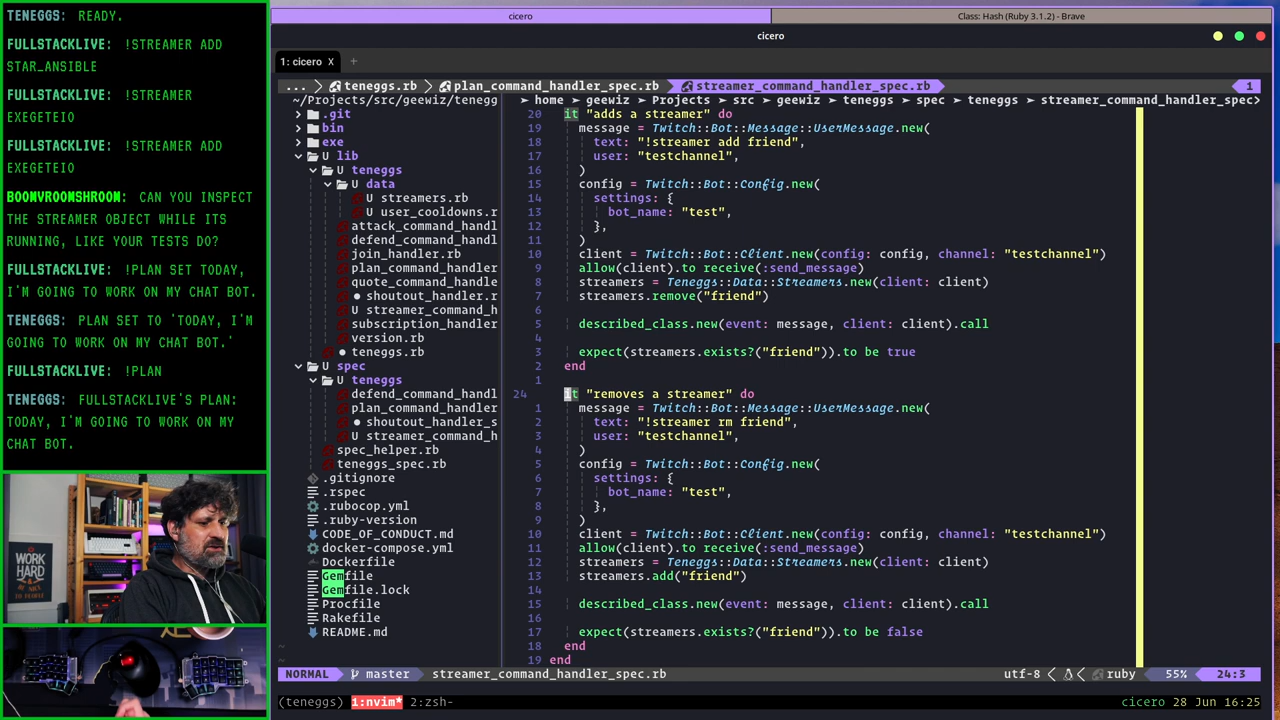 TENEGGS: READY.
FULLSTACKLIVE: !STREAMER ADD
STAR_ANSIBLE
FULLSTACKLIVE: !STREAMER
EXEGETEIO
FULLSTACKLIVE: !STREAMER ADD
EXEGETEIO
BOOMVROOMSHROOM: CAN YOU INSPECT
THE STREAMER OBJECT WHILE ITS
RUNNING, LIKE YOUR TESTS DO?
FULLSTACKLIVE: !PLAN SET TODAY,
I'M GOING TO WORK ON MY CHAT BOT.
TENEGGS: PLAN SET TO 'TODAY, I'M
GOING TO WORK ON MY CHAT BOT.'
FULLSTACKLIVE: !PLAN
TENEGGS: FULLSTACKLIVE'S PLAN:
TODAY, I'M GOING TO WORK ON MY
CHAT BOT.
WORK
HARD
cicero
Class: Hash (Ruby 3.1.2) - Brave
cicero
1: cicero X +
... teneggs.rb plan_command_handler_spec.rb streamer_command_handler_spec.rb 1
~/Projects/src/geewiz/tenegg
.git
bin
exe
lib
U teneggs
U data
U streamers.rb
U user_cooldowns.r
attack_command_handl
defend_command_handl
join_handler.rb
plan_command_handler
quote_command_handle
shoutout_handler.r
U streamer_command_h
subscription_handler
version.rb
teneggs.rb
U spec
U teneggs
defend_command_handl
plan_command_handler
shoutout_handler_s
U streamer_command_h
spec_helper.rb
teneggs_spec.rb
.gitignore
.rspec
.rubocop.yml
.ruby-version
CODE_OF_CONDUCT.md
docker-compose.yml
Dockerfile
Gemfile
Gemfile.lock
Procfile
Rakefile
README.md
~
~
► home ► geewiz ► Projects ► src ► geewiz ► teneggs ► spec ► teneggs ► streamer_command_handler_spec>
20 it "adds a streamer" do
19 message = Twitch::Bot::Message::UserMessage.new(
18 text: "!streamer add friend",
17 user: "testchannel",
16 )
15 config = Twitch::Bot::Config.new(
14 settings: {
13 bot_name: "test",
12 },
11 )
10 client = Twitch::Bot::Client.new(config: config, channel: "testchannel")
9 allow(client).to receive(:send_message)
8 streamers = Teneggs::Data::Streamers.new(client: client)
7 streamers.remove("friend")
6
5 described_class.new(event: message, client: client).call
4
3 expect(streamers.exists?("friend")).to be true
2 end
1
24 it "removes a streamer" do
1 message = Twitch::Bot::Message::UserMessage.new(
2 text: "!streamer rm friend",
3 user: "testchannel",
4 )
5 config = Twitch::Bot::Config.new(
6 settings: {
7 bot_name: "test",
8 },
9 )
10 client = Twitch::Bot::Client.new(config: config, channel: "testchannel")
11 allow(client).to receive(:send_message)
12 streamers = Teneggs::Data::Streamers.new(client: client)
13 streamers.add("friend")
14
15 described_class.new(event: message, client: client).call
16
17 expect(streamers.exists?("friend")).to be false
18 end
19 end
NORMAL master streamer_command_handler_spec.rb utf-8 ruby 55% 24:3
(teneggs) 1:nvim* 2:zsh- cicero 28 Jun 16:25